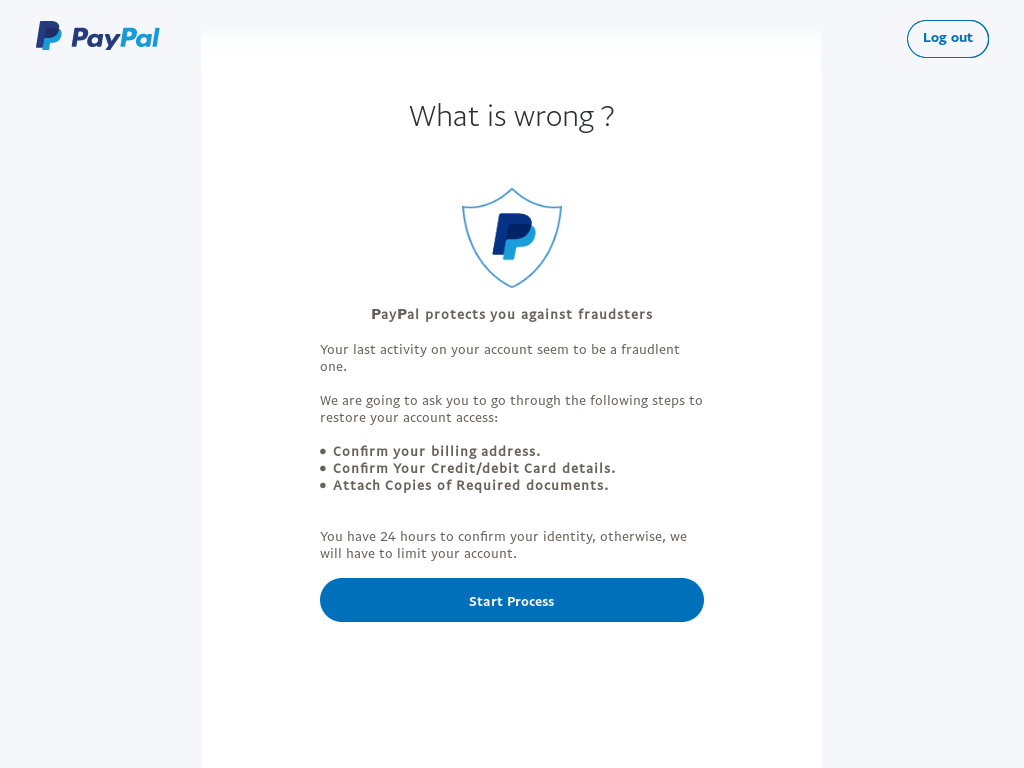 PayPal
Log out
What is wrong ?
PayPal protects you against fraudsters
Your last activity on your account seem to be a fraudlent
one.
We are going to ask you to go through the following steps to
restore your account access:
• Confirm your billing address.
• Confirm Your Credit/debit Card details.
• Attach Copies of Required documents.
You have 24 hours to confirm your identity, otherwise, we
will have to limit your account.
Start Process